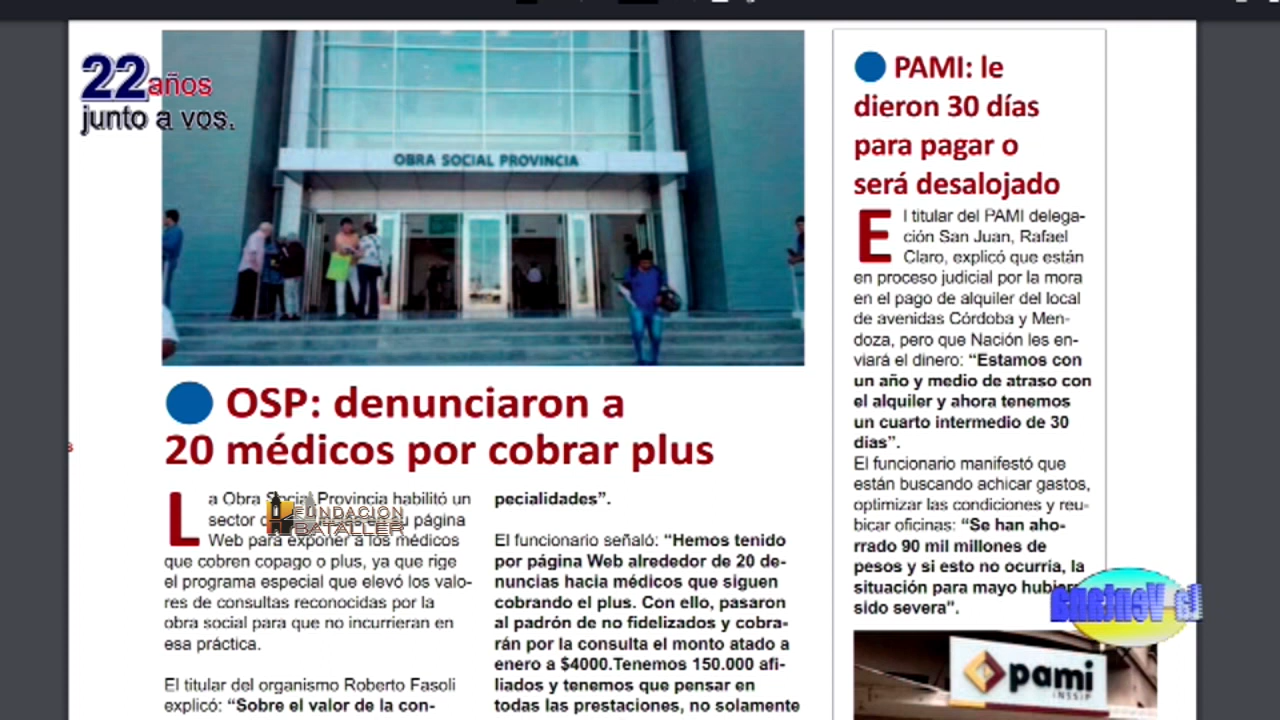 22 años
junto a vos.
OBRA SOCIAL PROVINCIA
OSP: denunciaron a
20 médicos por cobrar plus
La Obra Social Provincia habilitó un
sector página
Web para exponer a los médicos
que cobren copago o plus, ya que rige
el programa especial que elevó los valo-
res de consultas reconocidas por la
obra social para que no incurrieran en
esa práctica.
El titular del organismo Roberto Fasoli
explicó: “Sobre el valor de la con-
FUNDACION
BATALLER
pecialidades”.
El funcionario señaló: “Hemos tenido
por página Web alrededor de 20 de-
nuncias hacia médicos que siguen
cobrando el plus. Con ello, pasaron
al padrón de no fidelizados y cobra-
rán por la consulta el monto atado a
enero a $4000.Tenemos 150.000 afi-
liados y tenemos que pensar en
todas las prestaciones, no solamente
PAMI: le
dieron 30 días
para pagar o
será desalojado
El titular del PAMI delega-
ción San Juan, Rafael
Claro, explicó que están
en proceso judicial por la mora
en el pago de alquiler del local
de avenidas Córdoba y Men-
doza, pero que Nación les en-
viará el dinero: “Estamos con
un año y medio de atraso con
el alquiler y ahora tenemos
un cuarto intermedio de 30
días”.
El funcionario manifestó que
están buscando achicar gastos,
optimizar las condiciones y reu-
bicar oficinas: “Se han aho-
rrado 90 mil millones de
pesos y si esto no ocurría, la
situación para mayo hubiera
sido severa”.
pami
INSSJP